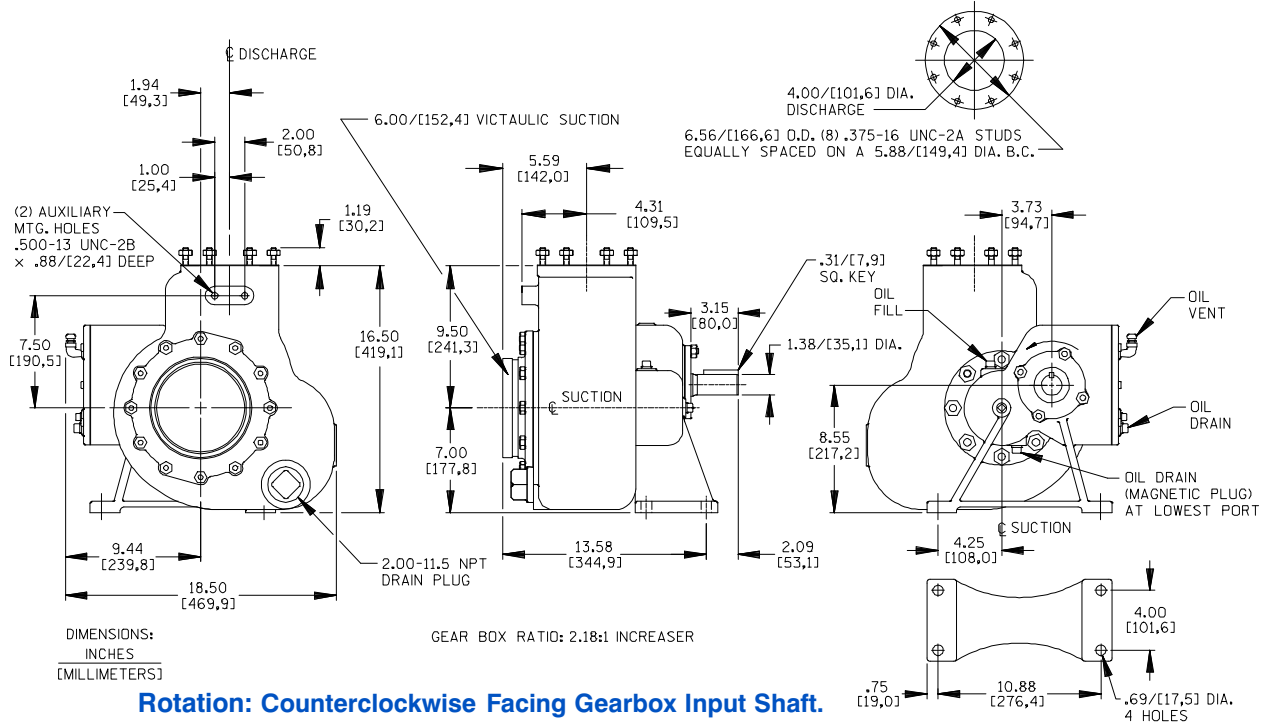 ℄ DISCHARGE
1.94
[49,3]
2.00
[50,8]
1.00
[25,4]
(2) AUXILIARY
MTG. HOLES
.500-13 UNC-2B
× .88/[22,4] DEEP
1.19
[30,2]
7.50
[190,5]
16.50
[419,1]
9.44
[239,8]
18.50
[469,9]
2.00-11.5 NPT
DRAIN PLUG
6.00/[152,4] VICTAULIC SUCTION
5.59
[142,0]
4.31
[109,5]
9.50
[241,3]
7.00
[177,8]
℄ SUCTION
3.15
[80,0]
.31/[7,9]
SQ. KEY
1.38/[35,1] DIA.
13.58
[344,9]
2.09
[53,1]
4.00/[101,6] DIA.
DISCHARGE
6.56/[166,6] O.D. (8) .375-16 UNC-2A STUDS
EQUALLY SPACED ON A 5.88/[149,4] DIA. B.C.
3.73
[94,7]
OIL
FILL
OIL
VENT
OIL
DRAIN
8.55
[217,2]
OIL DRAIN
(MAGNETIC PLUG)
AT LOWEST PORT
℄ SUCTION
4.25
[108,0]
4.00
[101,6]
.75
[19,0]
10.88
[276,4]
.69/[17,5] DIA.
4 HOLES
DIMENSIONS:
INCHES
[MILLIMETERS]
GEAR BOX RATIO: 2.18:1 INCREASER
Rotation: Counterclockwise Facing Gearbox Input Shaft.